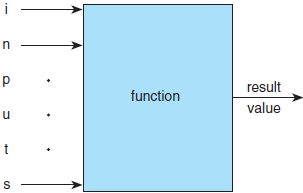 i
n
p
u
t
s
function
result
value